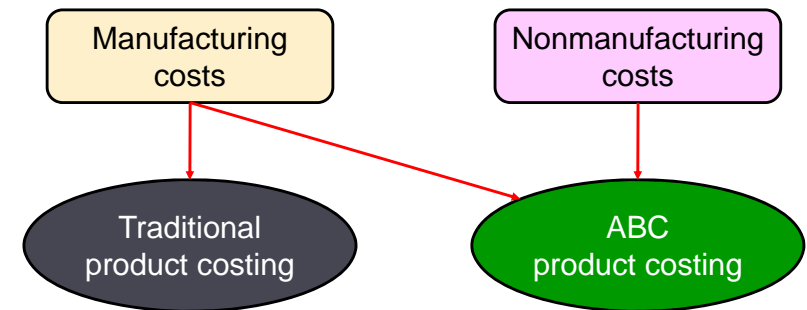 Manufacturing
costs
Nonmanufacturing
costs
Traditional
product costing
ABC
product costing